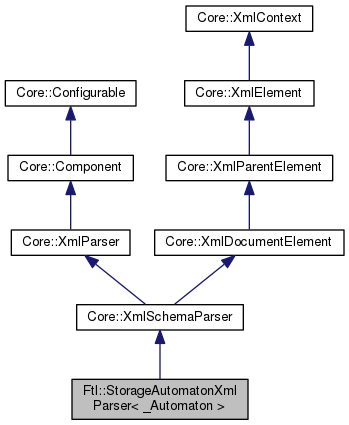 Core::XmlContext
Core::Configurable
Core::XmlElement
Core::Component
Core::XmlParentElement
Core::XmlParser
Core::XmlDocumentElement
Core::XmlSchemaParser
Ftl::StorageAutomatonXml
Parser< _Automaton >